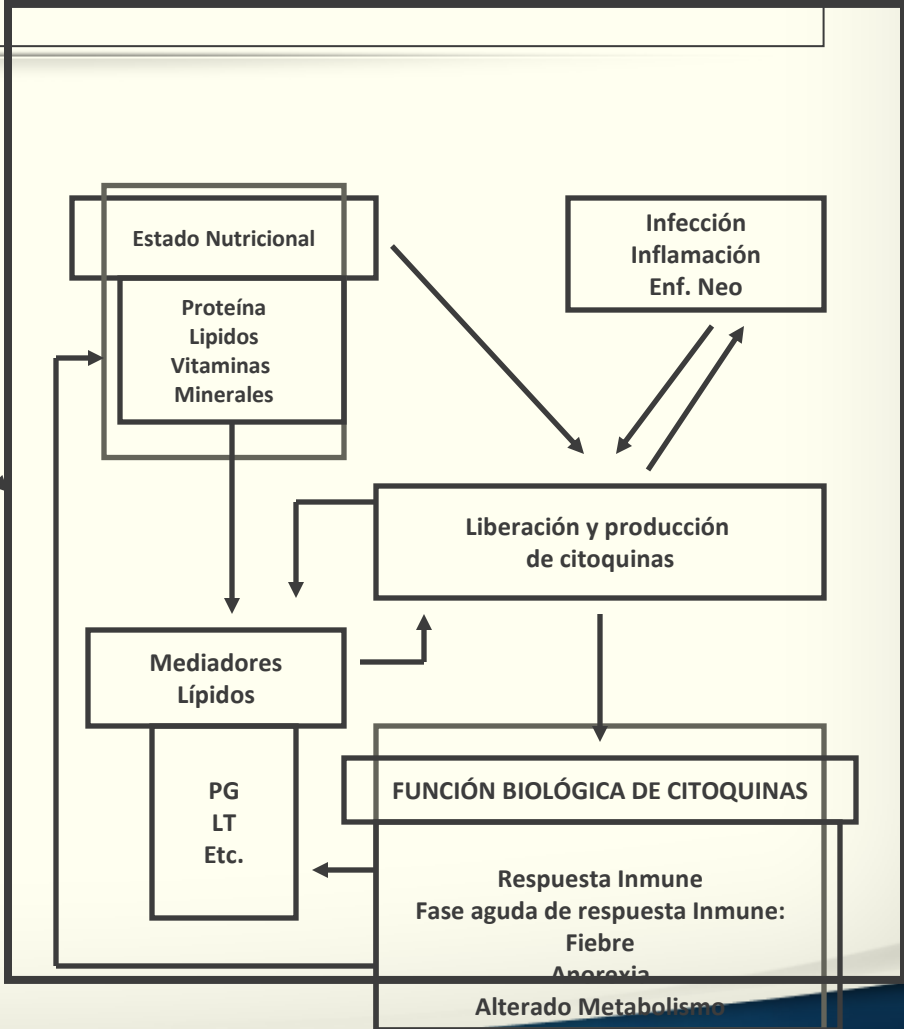 Estado Nutricional
Proteína
Lipidos
Vitaminas
Minerales
Infección
Inflamación
Enf. Neo
Liberación y producción
de citoquinas
Mediadores
Lípidos
PG
LT
Etc.
FUNCIÓN BIOLÓGICA DE CITOQUINAS
Respuesta Inmune
Fase aguda de respuesta Inmune:
Fiebre
Anorexia
Alterado Metabolismo